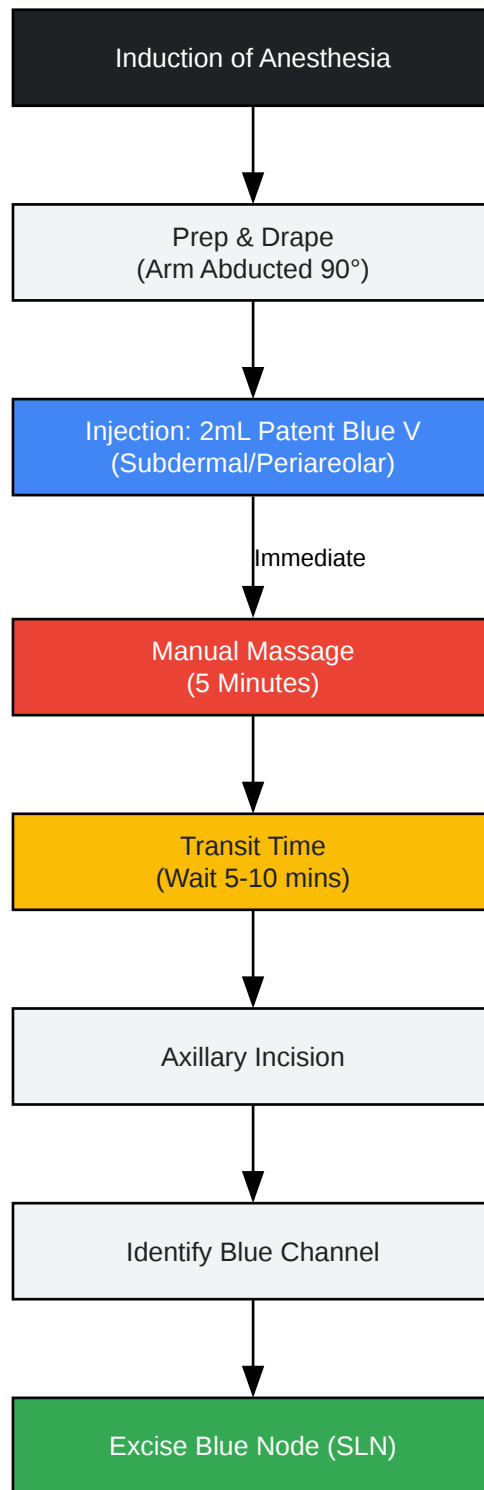 Induction of Anesthesia
Prep & Drape
(Arm Abducted 90°)
Injection: 2mL Patent Blue V
(Subdermal/Periareolar)
Immediate
Manual Massage
(5 Minutes)
Transit Time
(Wait 5-10 mins)
Axillary Incision
Identify Blue Channel
Excise Blue Node (SLN)